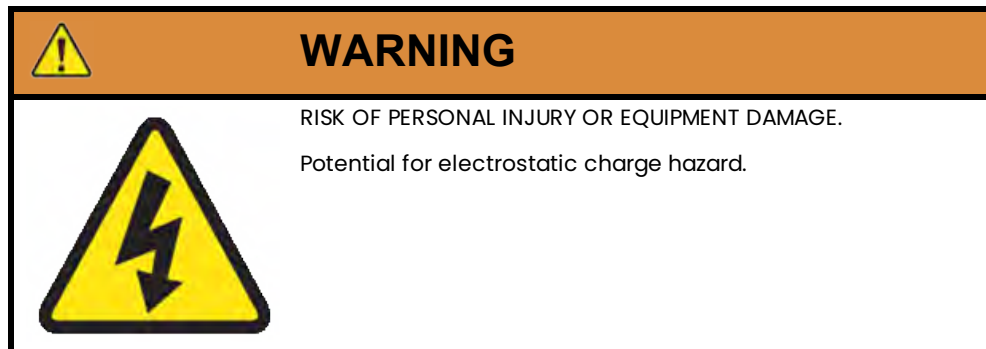 WARNING
RISK OF PERSONAL INJURY OR EQUIPMENT DAMAGE.
Potential for electrostatic charge hazard.